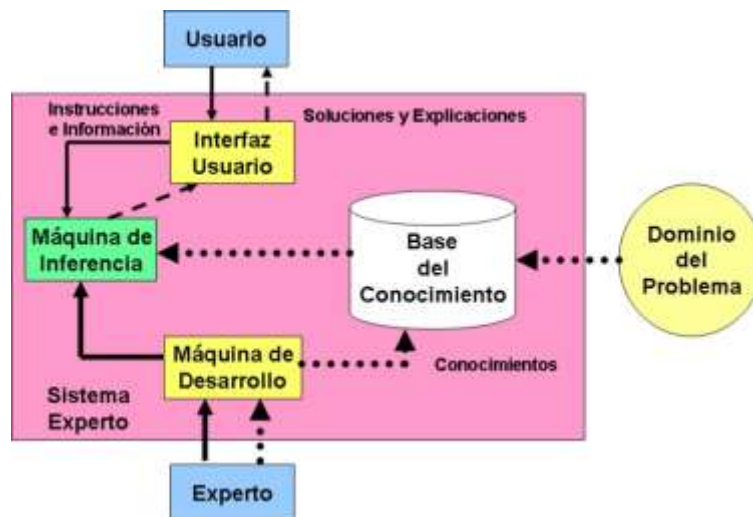 Usuario
Instrucciones
e Información
Soluciones y Explicaciones
Interfaz
Usuario
Máquina de
Inferencia
Base
del
Conocimiento
Dominio
del
Problema
Máquina de
Desarrollo
Conocimientos
Sistema
Experto
Experto